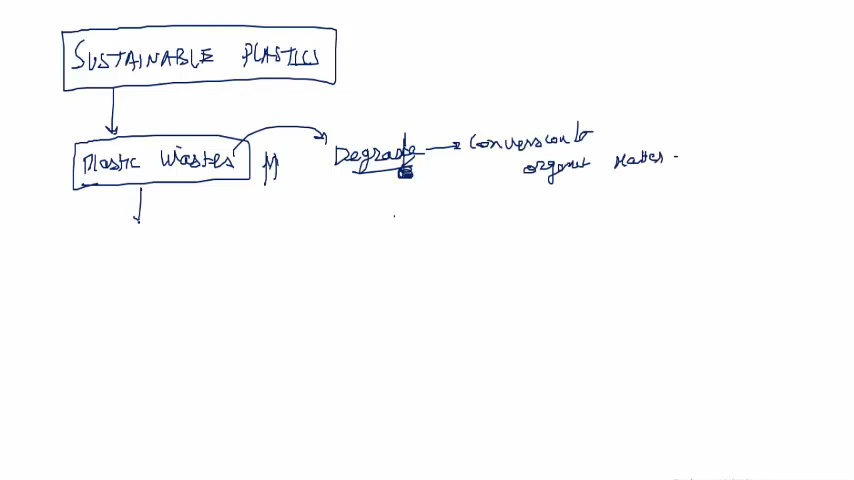 SUSTAINABLE PLASTICS
Plastic Wastes
Degrade
Conversion to
organic matter